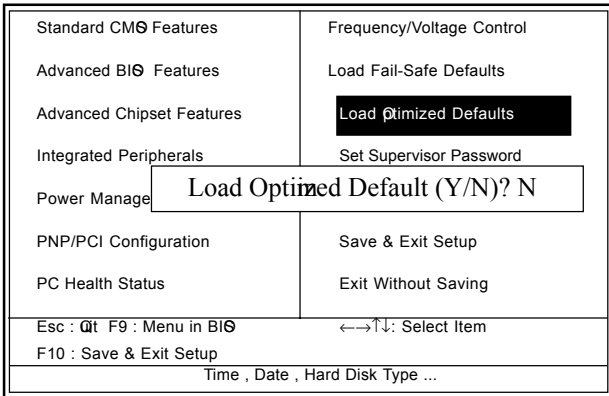 Standard CMOS Features
Frequency/Voltage Control
Advanced BIOS Features
Load Fail-Safe Defaults
Advanced Chipset Features
Load Optimized Defaults
Integrated Peripherals
Set Supervisor Password
Power Manage
Load Optimized Default (Y/N)? N
PNP/PCI Configuration
Save & Exit Setup
PC Health Status
Exit Without Saving
Esc : Quit F9 : Menu in BIOS
←→↑↓: Select Item
F10 : Save & Exit Setup
Time , Date , Hard Disk Type ...